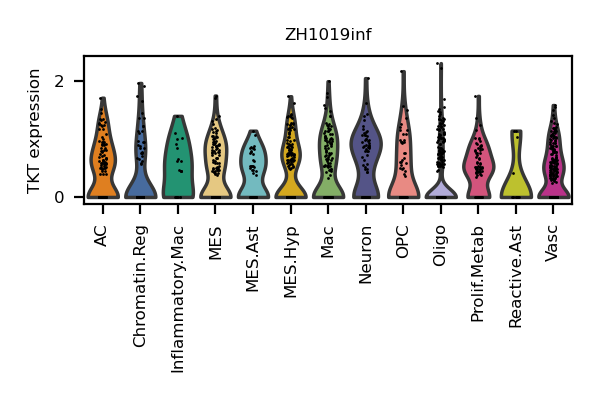 ZH1019inf
TKT expression
2
0
AC
Chromatin.Reg
Inflammatory.Mac
MES
MES.Ast
MES.Hyp
Mac
Neuron
OPC
Oligo
Prolif.Metab
Reactive.Ast
Vasc